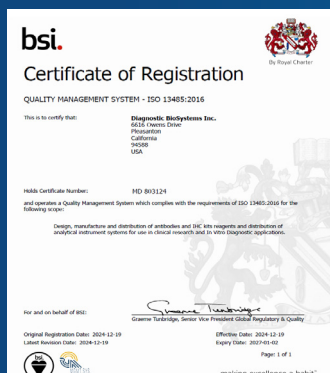 bsi.
By Royal Charter
Certificate of Registration
QUALITY MANAGEMENT SYSTEM - ISO 13485:2016
This is to certify that:
Diagnostic BioSystems Inc.
6616 Owens Drive
Pleasanton
California
94588
USA
Holds Certificate Number:
MD 803124
and operates a Quality Management System which complies with the requirements of ISO 13485:2016 for the
following scope:
Design, manufacture and distribution of antibodies and IHC kits reagents and distribution of
analytical instrument systems for use in clinical research and In Vitro Diagnostic applications.
For and on behalf of BSI:
Graeme Tunbridge, Senior Vice President Global Regulatory & Quality
Original Registration Date: 2024-12-19
Effective Date: 2024-12-19
Latest Revision Date: 2024-12-19
Expiry Date: 2027-01-02
Page: 1 of 1
bsi.
...making excellence a habit.